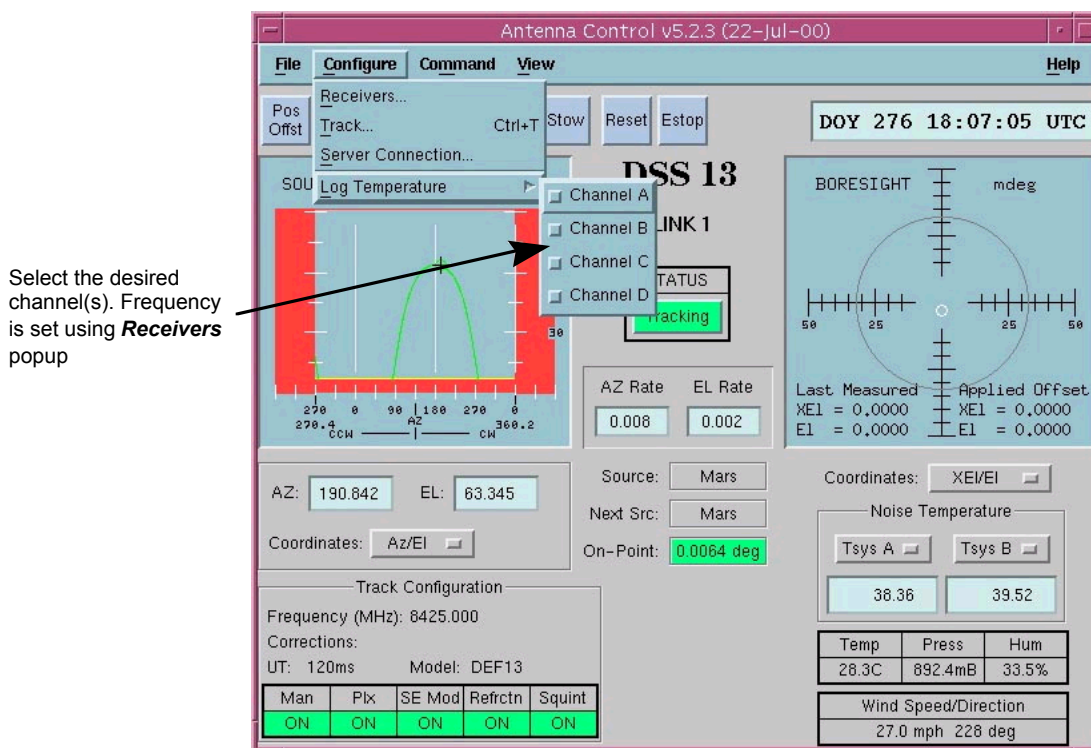 Antenna Control v5.2.3 (22-Jul-00)
File Configure Command View Help
Receivers...
Track... Ctrl+T
Server Connection...
Log Temperature
Channel A
Channel B
Channel C
Channel D
Pos
Offst
Stow
Reset
Estop
DOY 276 18:07:05 UTC
Select the desired
channel(s). Frequency
is set using Receivers
popup
SOU
30
270 0 90 180 270 0
270.4 AZ 360.2
CCW CW
DSS 13
LINK 1
TATUS
Tracking
AZ Rate EL Rate
0.008 0.002
BORESIGHT mdeg
50 25 25 50
Last Measured Applied Offset
XEl = 0.0000 XEl = 0.0000
El = 0.0000 El = 0.0000
AZ: 190.842 EL: 63.345
Coordinates: Az/El
Source: Mars
Next Src: Mars
On-Point: 0.0064 deg
Coordinates: XEl/El
Noise Temperature
Tsys A Tsys B
38.36 39.52
Track Configuration
Frequency (MHz): 8425.000
Corrections:
UT: 120ms Model: DEF13
Man Plx SE Mod Refrctn Squint
ON ON ON ON ON
Temp Press Hum
28.3C 892.4mB 33.5%
Wind Speed/Direction
27.0 mph 228 deg